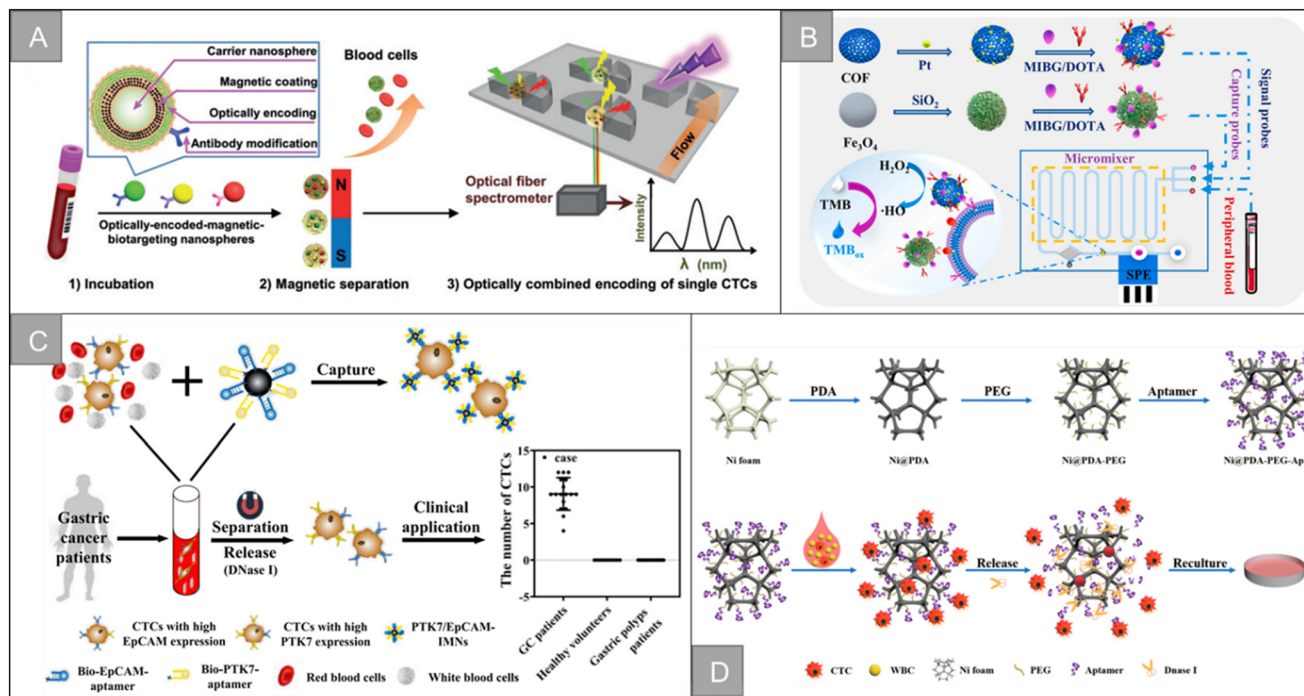 A
Carrier nanosphere
Magnetic coating
Optically encoding
Antibody modification
Blood cells
Flow
Optical fiber
spectrometer
Intensity
λ (nm)
N
S
Optically-encoded-magnetic-
biotargeting nanospheres
1) Incubation
2) Magnetic separation
3) Optically combined encoding of single CTCs
B
COF
Pt
MIBG/DOTA
Fe3O4
SiO2
MIBG/DOTA
Capture probes
Signal probes
Micromixer
H2O2
TMB
·HO
TMBox
SPE
Peripheral blood
C
Capture
Gastric
cancer
patients
Separation
Release
(DNase I)
Clinical
application
The number of CTCs
15
10
5
0
-5
case
GC patients
Healthy volunteers
Gastric polyps
patients
CTCs with high
EpCAM expression
CTCs with high
PTK7 expression
PTK7/EpCAM-
IMNs
Bio-EpCAM-
aptamer
Bio-PTK7-
aptamer
Red blood cells
White blood cells
PDA
PEG
Aptamer
Ni foam
Ni@PDA
Ni@PDA-PEG
Ni@PDA-PEG-Ap
Release
Reculture
D
CTC
WBC
Ni foam
PEG
Aptamer
Dnase I